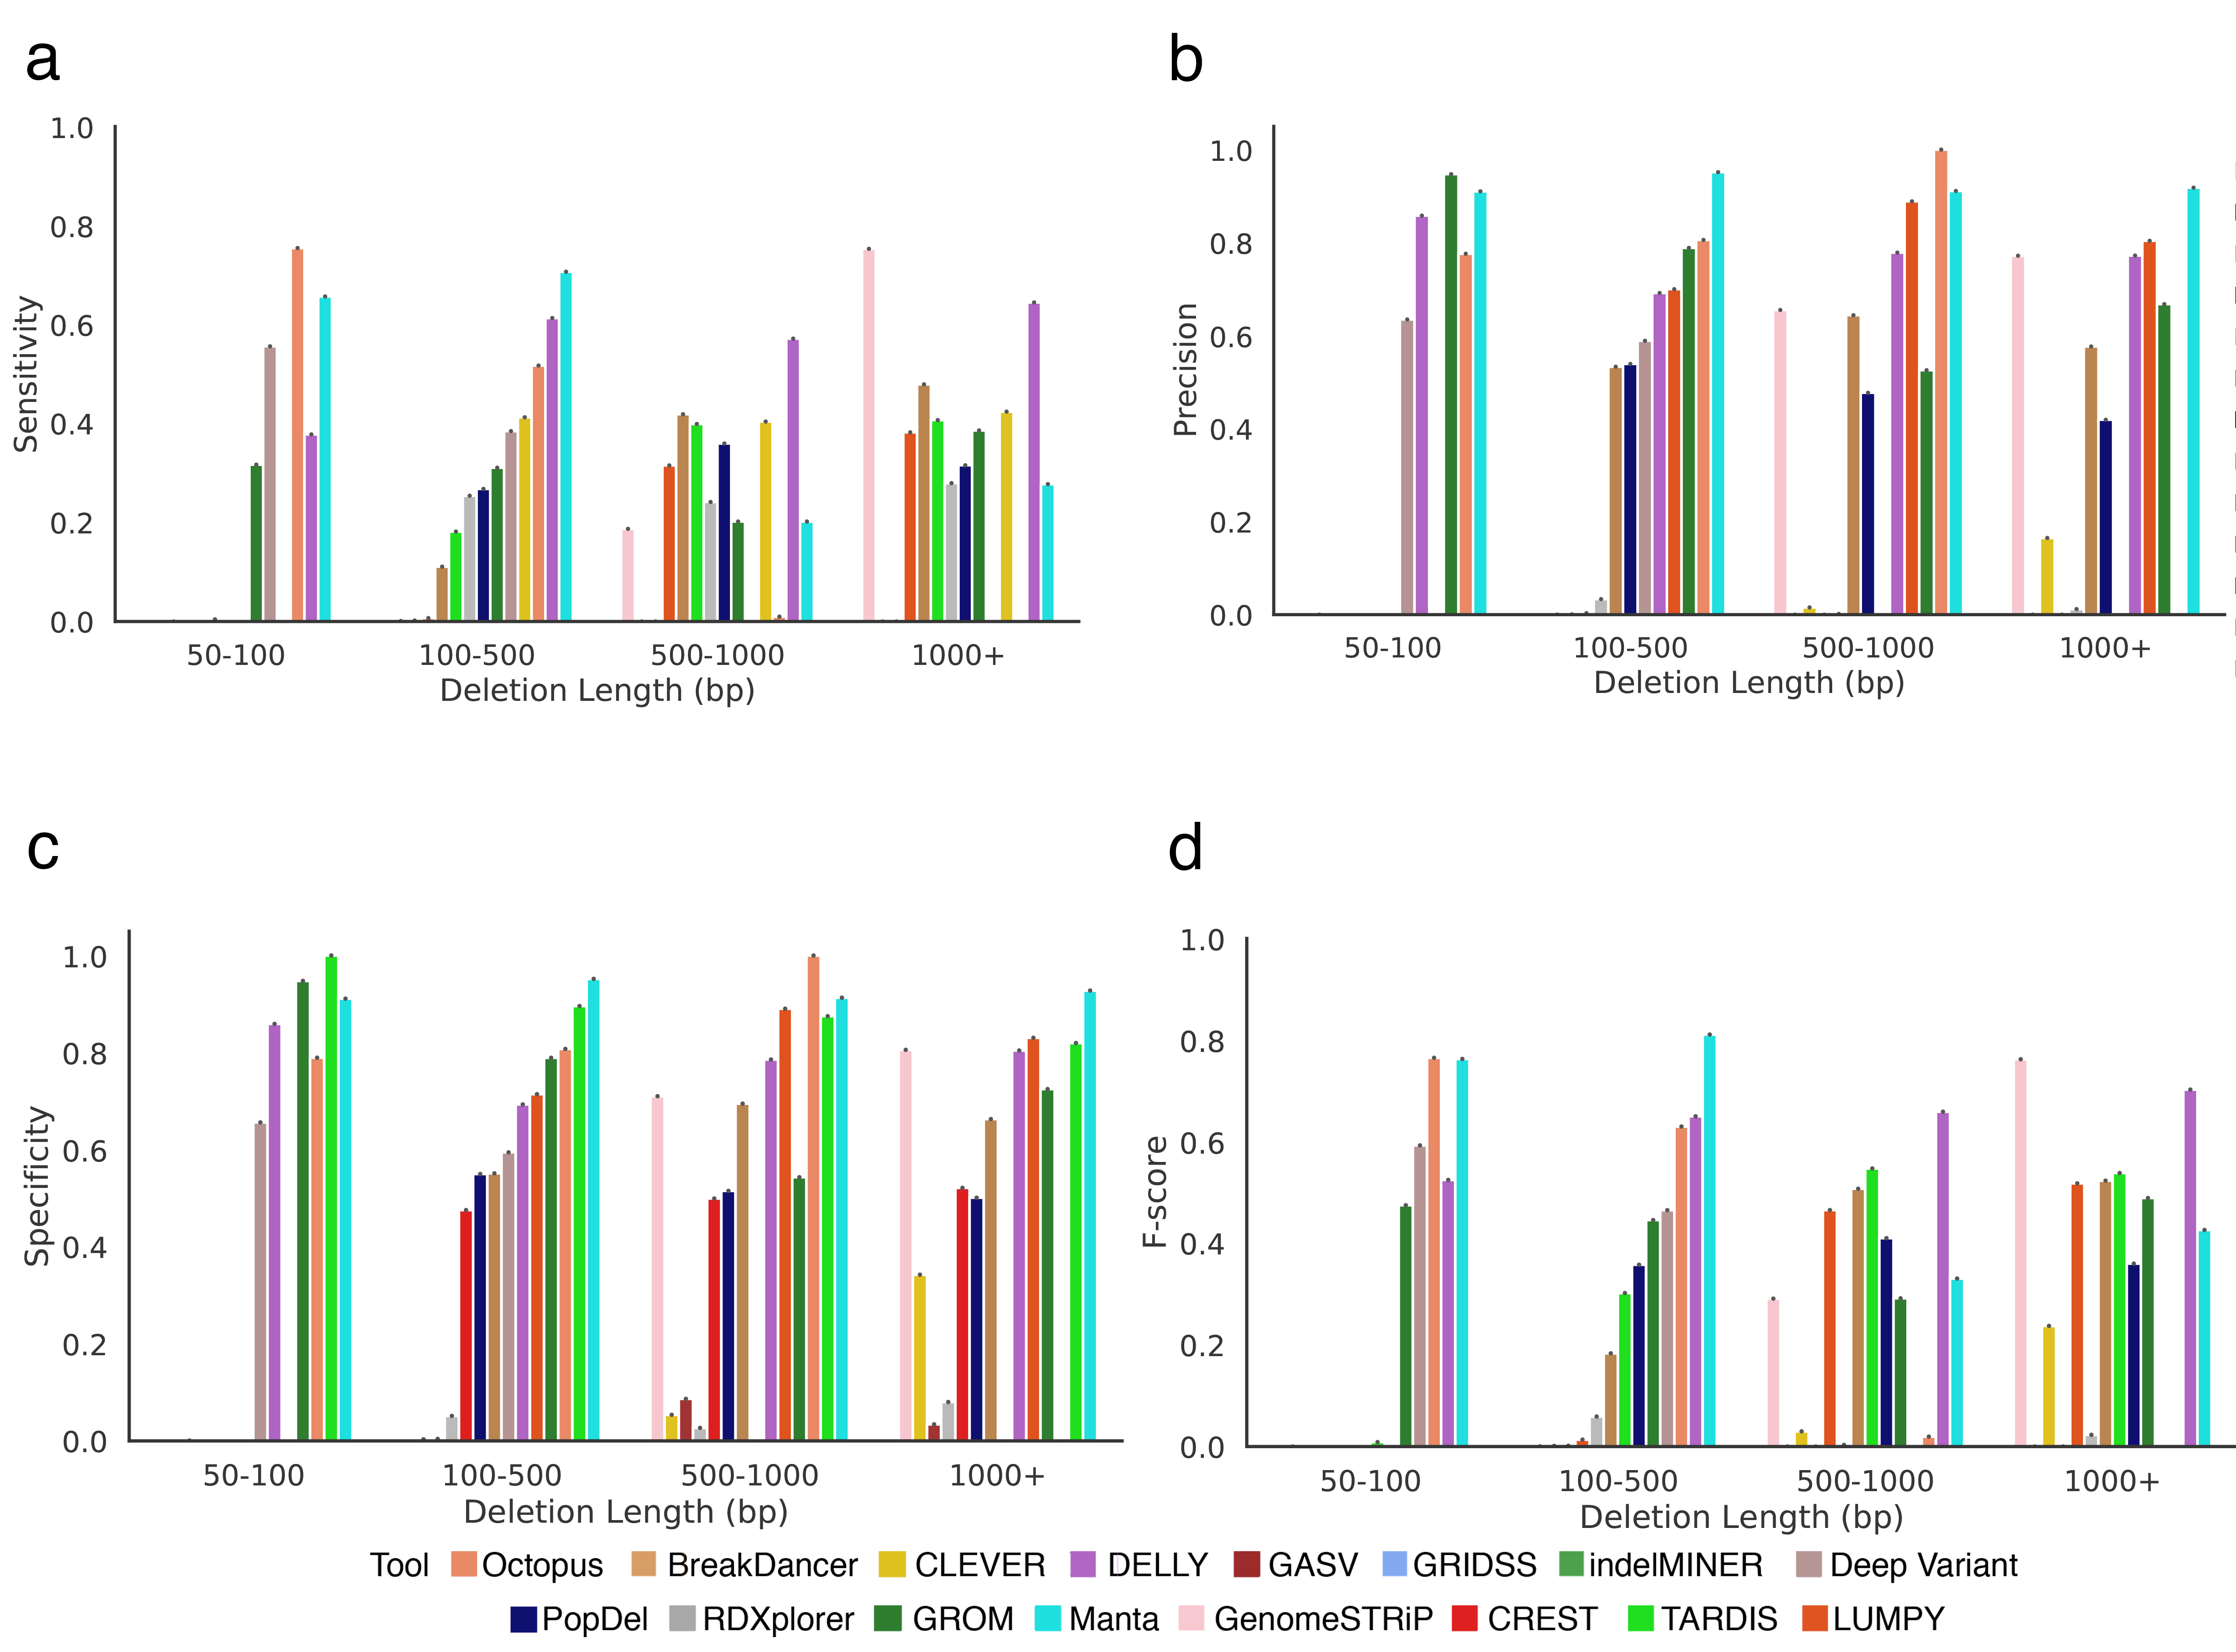 a
1.0
0.8
0.6
0.4
0.2
0.0
Sensitivity
50-100 100-500 500-1000 1000+
Deletion Length (bp)
b
1.0
0.8
0.6
0.4
0.2
0.0
Precision
50-100 100-500 500-1000 1000+
Deletion Length (bp)
c
1.0
0.8
0.6
0.4
0.2
0.0
Specificity
50-100 100-500 500-1000 1000+
Deletion Length (bp)
d
1.0
0.8
0.6
0.4
0.2
0.0
F-score
50-100 100-500 500-1000 1000+
Deletion Length (bp)
Tool Octopus BreakDancer CLEVER DELLY GASV GRIDSS indelMINER Deep Variant
PopDel RDXplorer GROM Manta GenomeSTRiP CREST TARDIS LUMPY